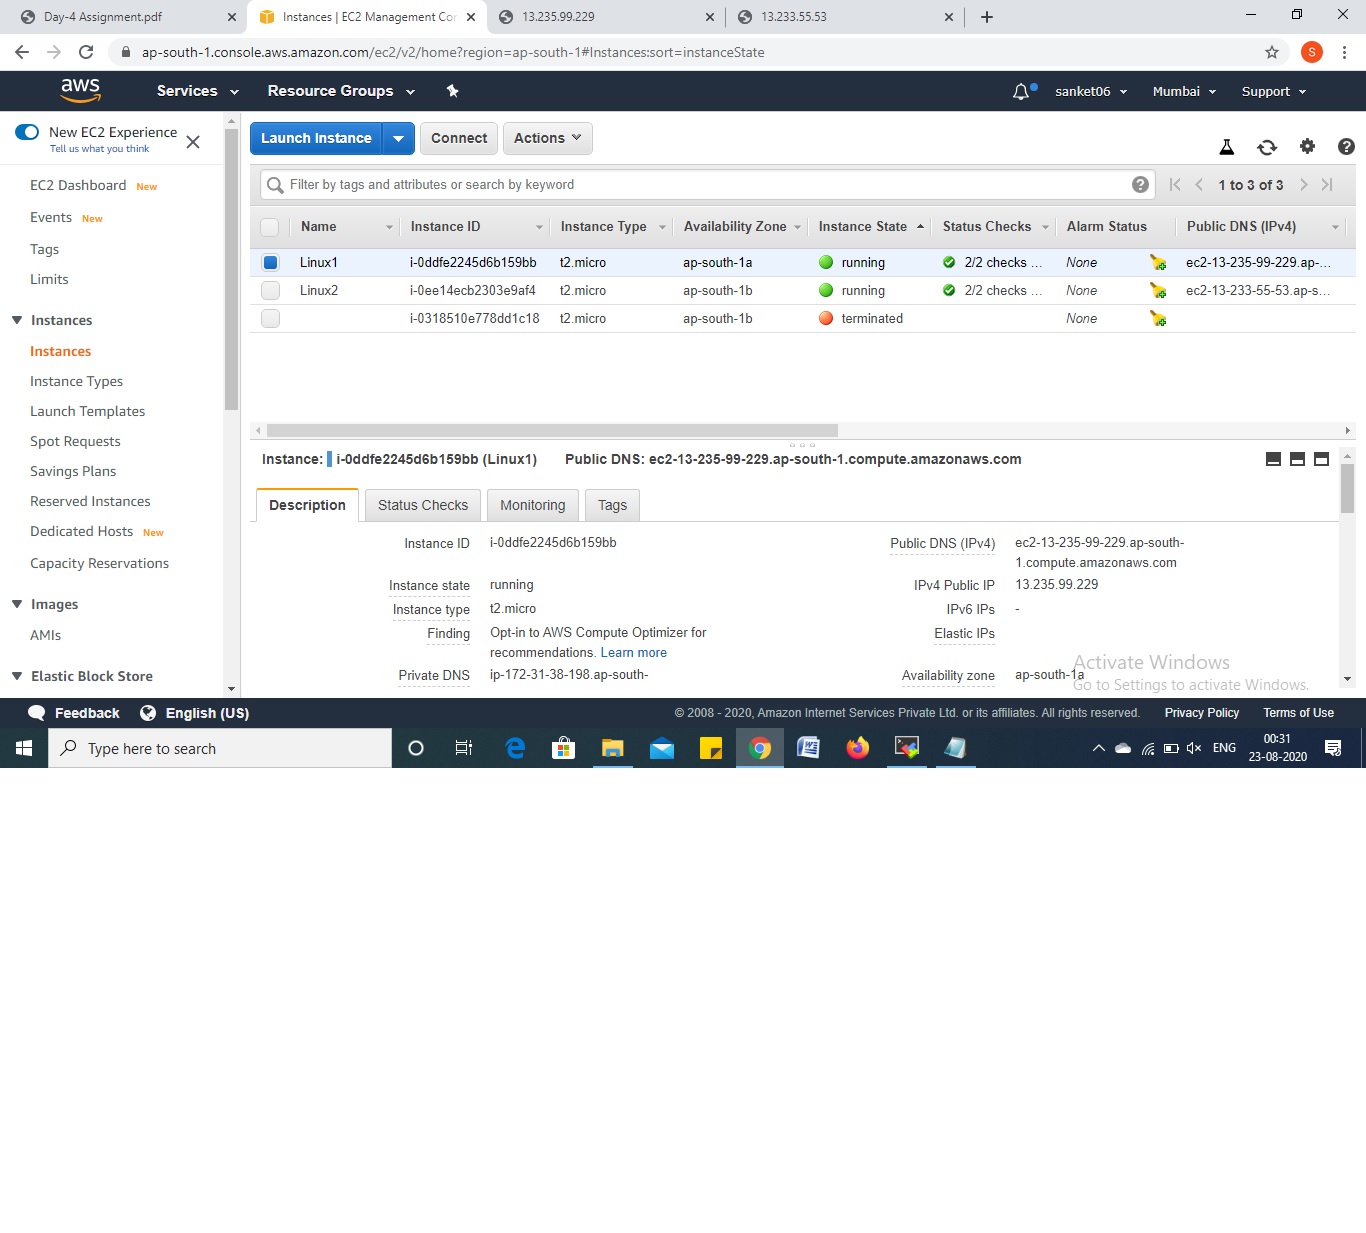 Day-4 Assignment.pdf
Instances | EC2 Management Cor
13.235.99.229
13.233.55.53
ap-south-1.console.aws.amazon.com/ec2/v2/home?region=ap-south-1#Instances:sort=instanceState
S
aws
Services
Resource Groups
sanket06
Mumbai
Support
New EC2 Experience
Tell us what you think
EC2 Dashboard New
Events New
Tags
Limits
Instances
Instances
Instance Types
Launch Templates
Spot Requests
Savings Plans
Reserved Instances
Dedicated Hosts New
Capacity Reservations
Images
AMIs
Elastic Block Store
Launch Instance
Connect
Actions
Filter by tags and attributes or search by keyword
1 to 3 of 3
Name Instance ID Instance Type Availability Zone Instance State Status Checks Alarm Status Public DNS (IPv4)
Linux1 i-0ddfe2245d6b159bb t2.micro ap-south-1a running 2/2 checks ... None ec2-13-235-99-229.ap-...
Linux2 i-0ee14ecb2303e9af4 t2.micro ap-south-1b running 2/2 checks ... None ec2-13-233-55-53.ap-s...
i-0318510e778dd1c18 t2.micro ap-south-1b terminated None
Instance: i-0ddfe2245d6b159bb (Linux1) Public DNS: ec2-13-235-99-229.ap-south-1.compute.amazonaws.com
Description Status Checks Monitoring Tags
Instance ID i-0ddfe2245d6b159bb
Instance state running
Instance type t2.micro
Finding Opt-in to AWS Compute Optimizer for
recommendations. Learn more
Private DNS ip-172-31-38-198.ap-south-
Public DNS (IPv4) ec2-13-235-99-229.ap-south-
1.compute.amazonaws.com
IPv4 Public IP 13.235.99.229
IPv6 IPs -
Elastic IPs
Availability zone ap-south-1a
Activate Windows
Go to Settings to activate Windows.
Feedback English (US)
© 2008 - 2020, Amazon Internet Services Private Ltd. or its affiliates. All rights reserved. Privacy Policy Terms of Use
Type here to search
ENG
00:31
23-08-2020